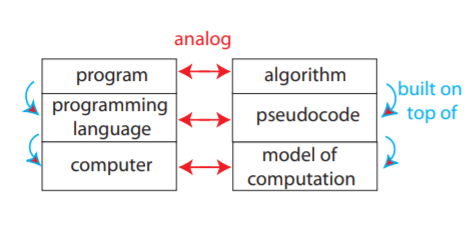 analog
program
algorithm
programming
language
pseudocode
built on
top of
computer
model of
computation